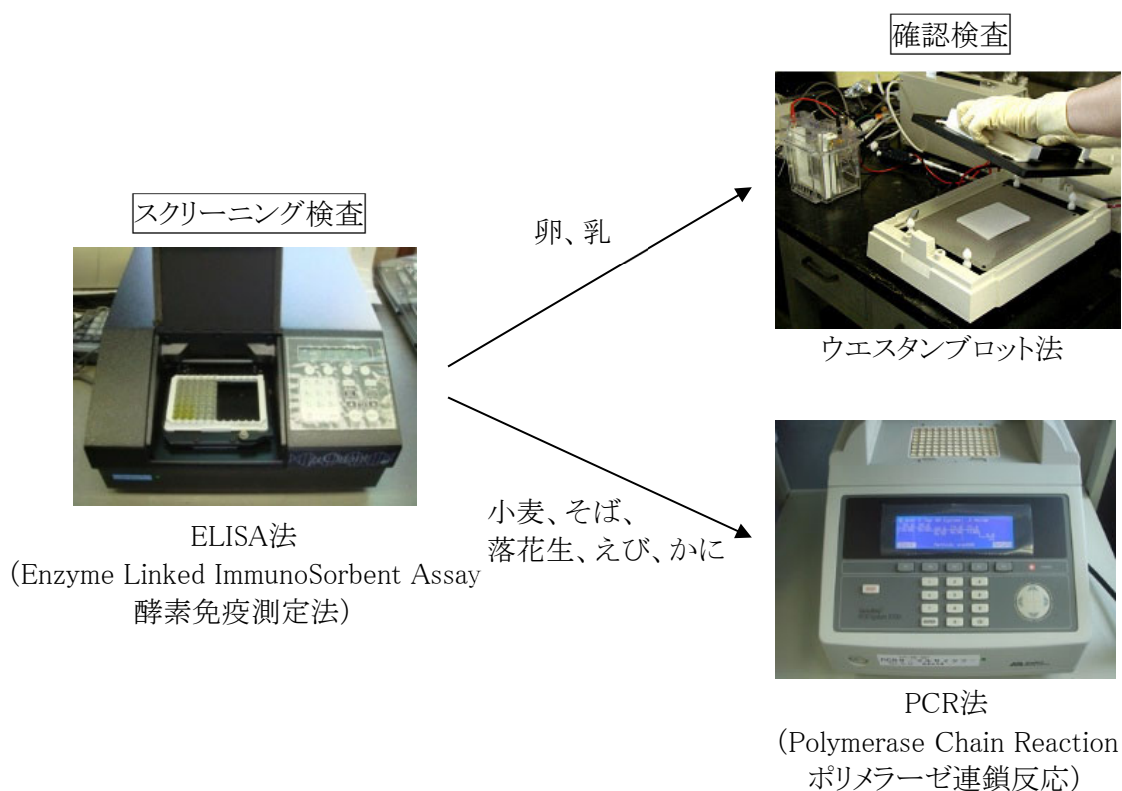 確認検査
スクリーニング検査
卵、乳
ウエスタンブロット法
小麦、そば、
落花生、えび、かに
ELISA法
(Enzyme Linked ImmunoSorbent Assay
酵素免疫測定法)
PCR法
(Polymerase Chain Reaction
ポリメラーゼ連鎖反応)